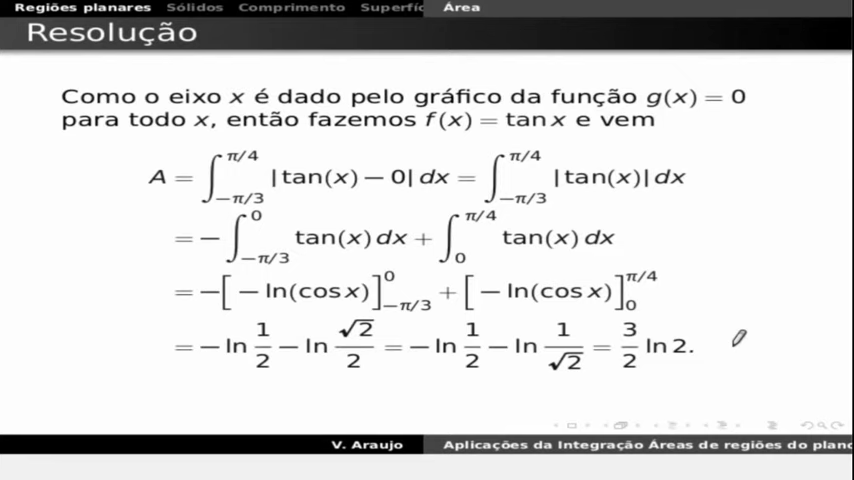 Regiões planares Sólidos Comprimento Superfíc Área
Resolução
Como o eixo x é dado pelo gráfico da função g(x) = 0
para todo x, então fazemos f(x) = tan x e vem
A = ∫_{−π/3}^{π/4} |tan(x) − 0| dx = ∫_{−π/3}^{π/4} |tan(x)| dx
= − ∫_{−π/3}^{0} tan(x) dx + ∫_{0}^{π/4} tan(x) dx
= −[ − ln(cos x)]_{−π/3}^{0} + [ − ln(cos x)]_{0}^{π/4}
= − ln 1/2 − ln √2/2 = − ln 1/2 − ln 1/√2 = 3/2 ln 2.
V. Araujo Aplicações da Integração Áreas de regiões do plano